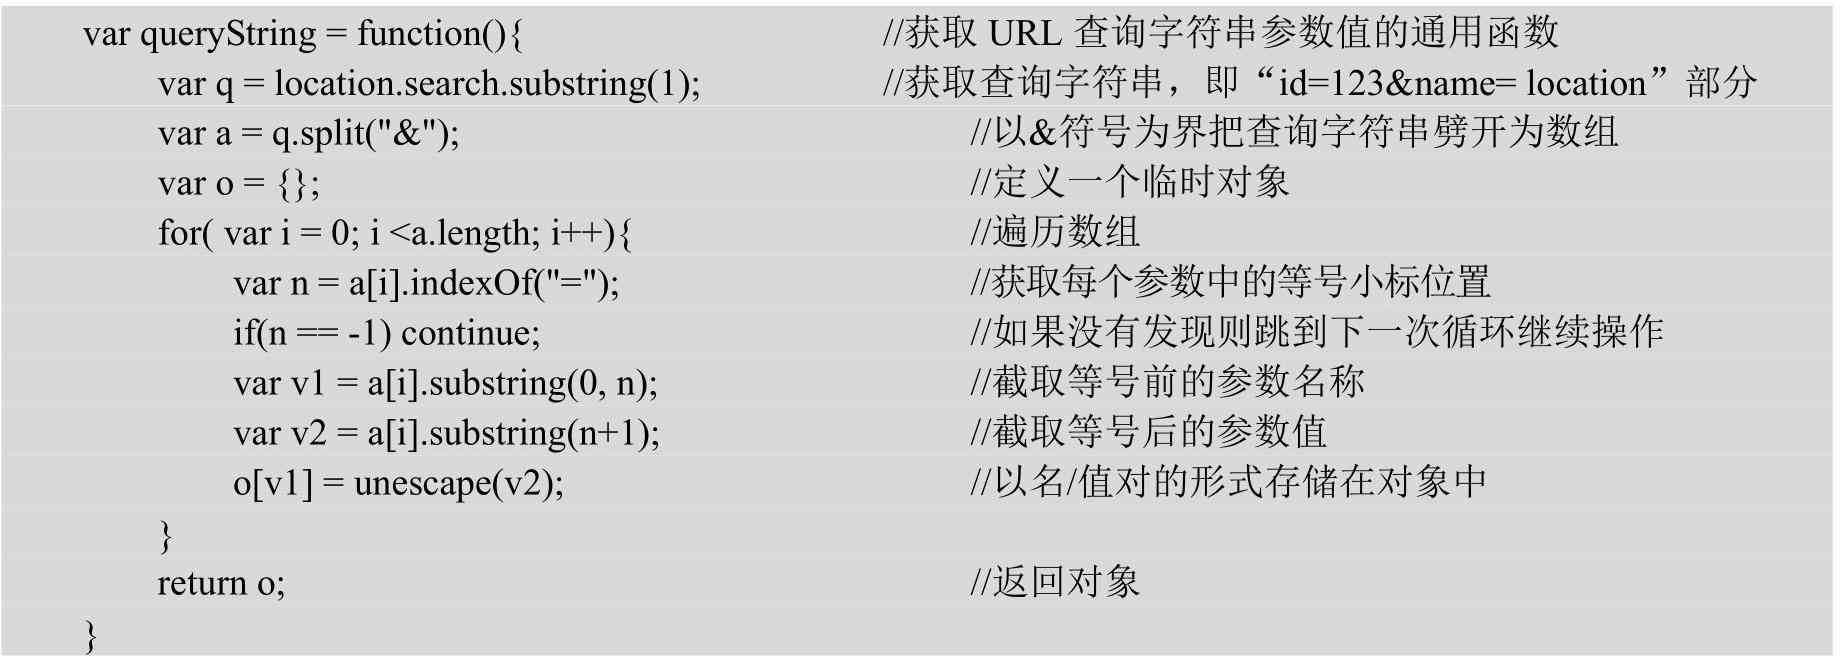 var queryString = function(){ //获取 URL 查询字符串参数值的通用函数
var q = location.search.substring(1); //获取查询字符串，即“id=123&name= location”部分
var a = q.split("&"); //以&符号为界把查询字符串劈开为数组
var o = {}; //定义一个临时对象
for( var i = 0; i <a.length; i++){ //遍历数组
var n = a[i].indexOf("="); //获取每个参数中的等号小标位置
if(n == -1) continue; //如果没有发现则跳到下一次循环继续操作
var v1 = a[i].substring(0, n); //截取等号前的参数名称
var v2 = a[i].substring(n+1); //截取等号后的参数值
o[v1] = unescape(v2); //以名/值对的形式存储在对象中
}
return o; //返回对象
}